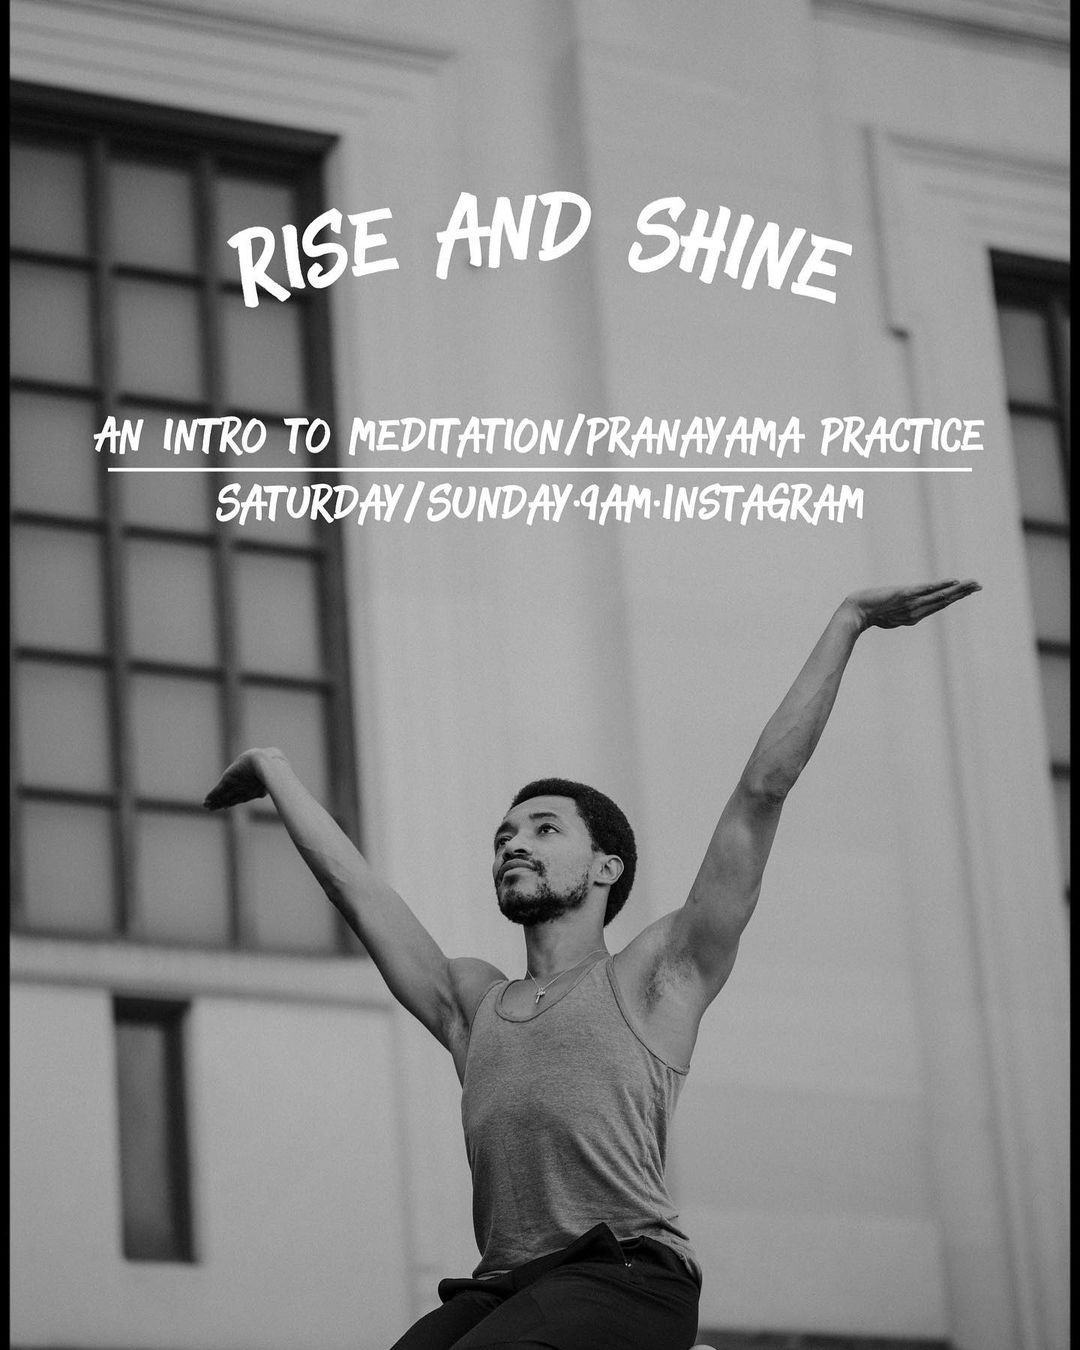 RISE AND SHINE
AN INTRO TO MEDITATION/PRANAYAMA PRACTICE
SATURDAY/SUNDAY·9AM·INSTAGRAM